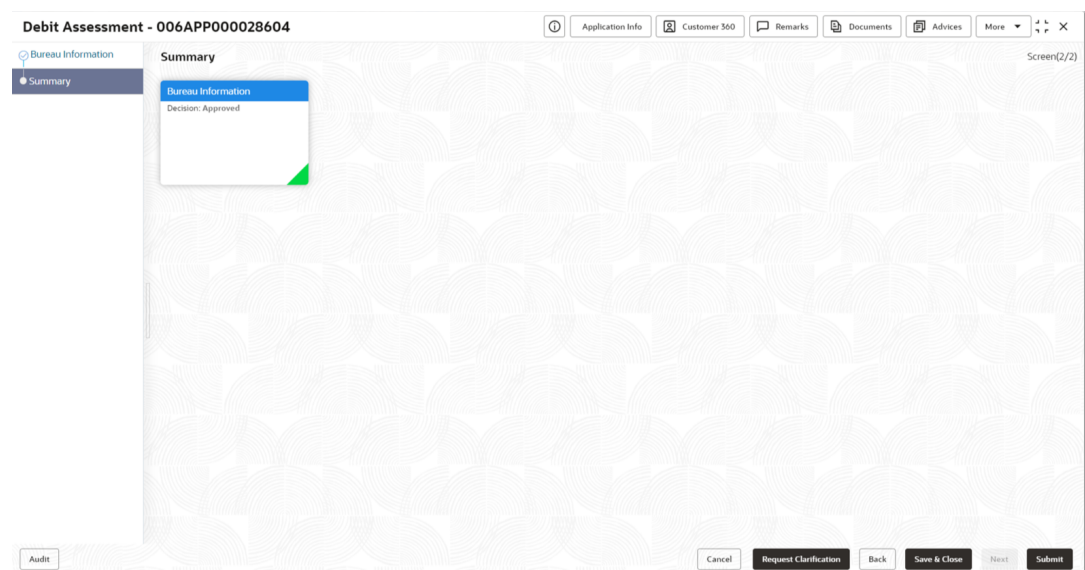 Debit Assessment - 006APP000028604
Application Info
Customer 360
Remarks
Documents
Advices
More
Bureau Information
Summary
Summary
Screen(2/2)
Bureau Information
Decision: Approved
Audit
Cancel
Request Clarification
Back
Save & Close
Next
Submit